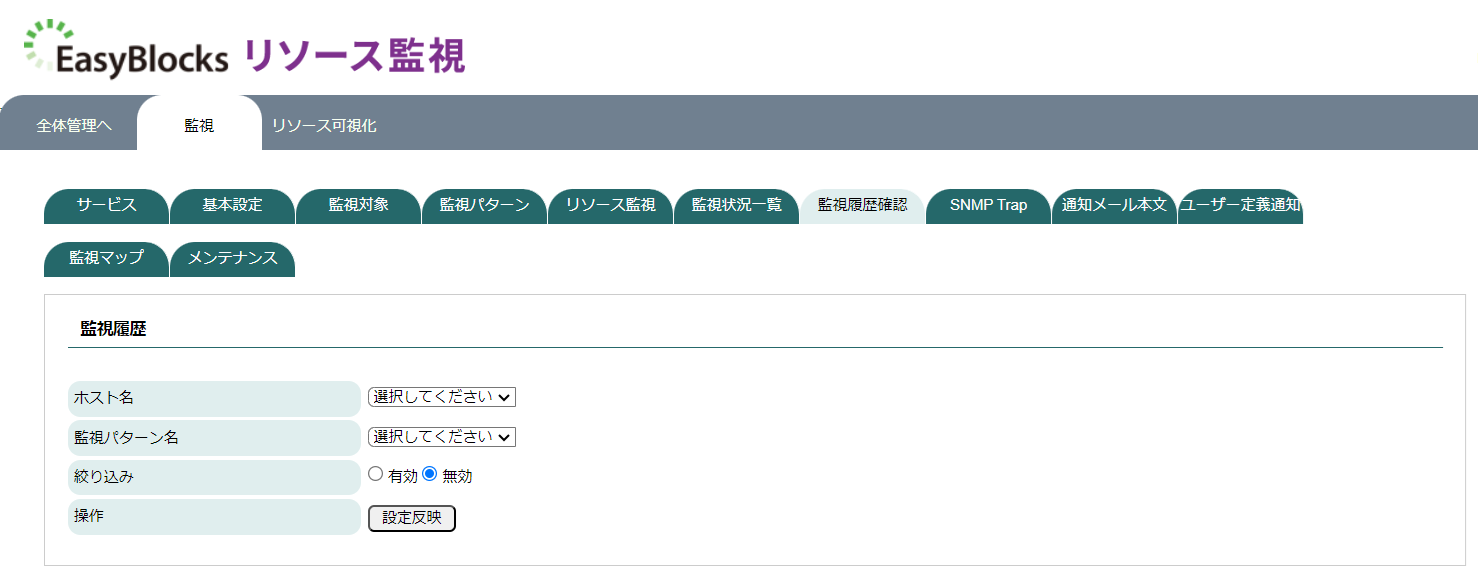 EasyBlocks リソース監視
全体管理へ 監視 リソース可視化
サービス 基本設定 監視対象 監視パターン リソース監視 監視状況一覧 監視履歴確認 SNMP Trap 通知メール本文 ユーザー定義通知
監視マップ メンテナンス
監視履歴
ホスト名 選択してください
監視パターン名 選択してください
絞り込み 有効 無効
操作 設定反映